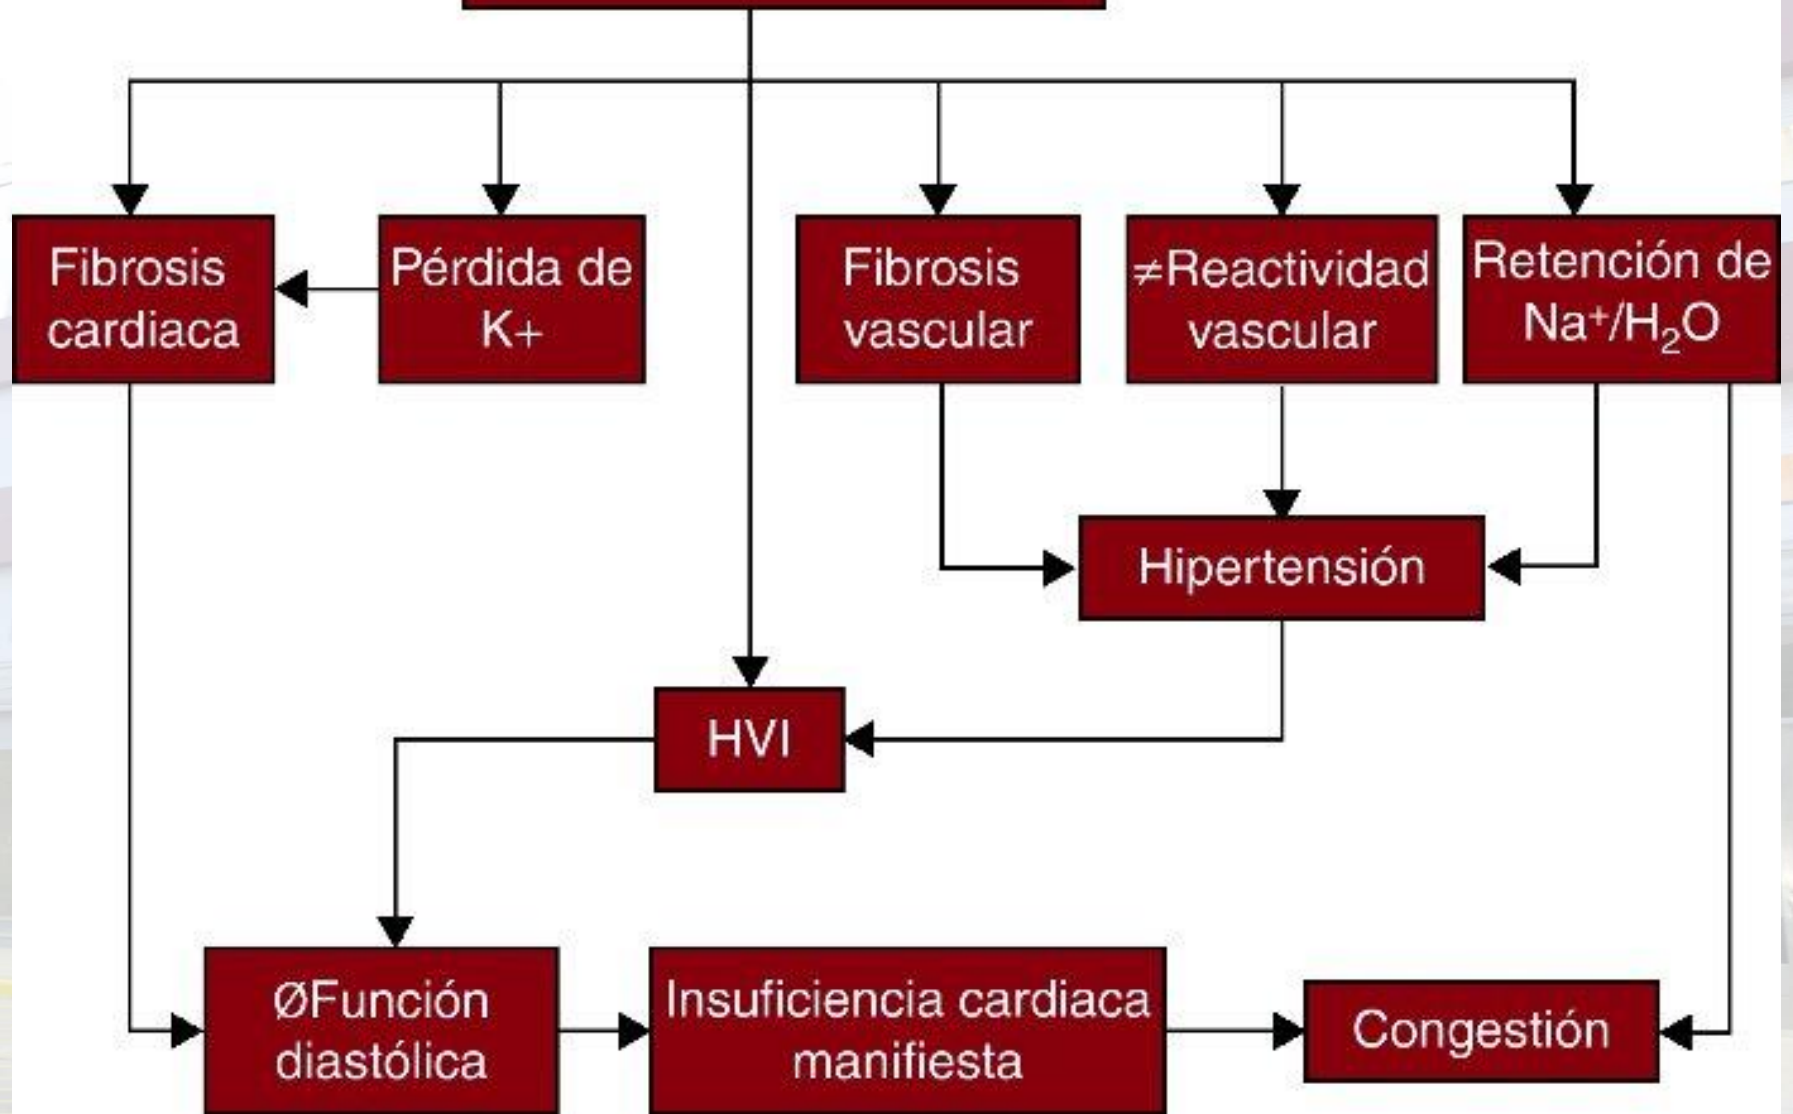 Fibrosis
cardiaca
Pérdida de
K+
Fibrosis
vascular
≠Reactividad
vascular
Retención de
Na⁺/H₂O
Hipertensión
HVI
ØFunción
diastólica
Insuficiencia cardiaca
manifiesta
Congestión